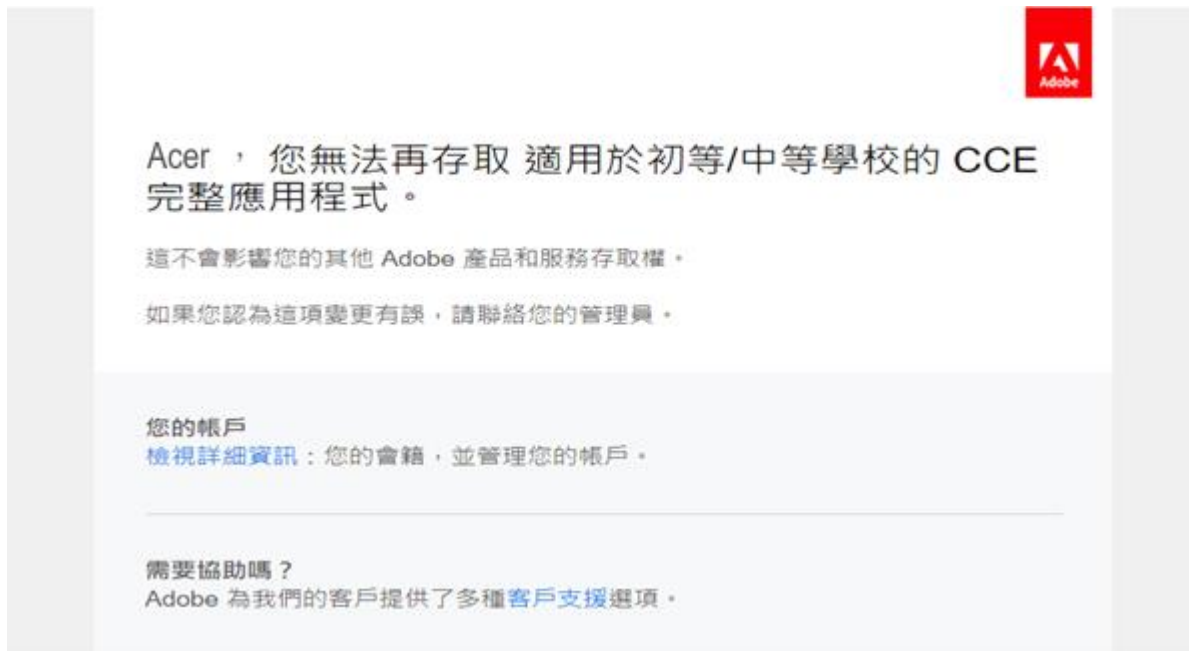 Adobe
Acer , 您無法再存取 適用於初等/中等學校的 CCE
完整應用程式。
這不會影響您的其他 Adobe 產品和服務存取權。
如果您認為這項變更有誤，請聯絡您的管理員。
您的帳戶
檢視詳細資訊：您的會籍，並管理您的帳戶。
需要協助嗎？
Adobe 為我們的客戶提供了多種客戶支援選項。